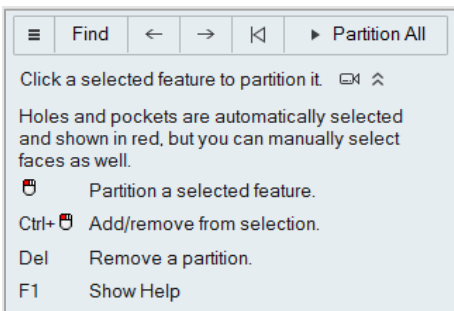 Find Partition All
Click a selected feature to partition it.
Holes and pockets are automatically selected
and shown in red, but you can manually select
faces as well.
Partition a selected feature.
Ctrl+ Add/remove from selection.
Del Remove a partition.
F1 Show Help